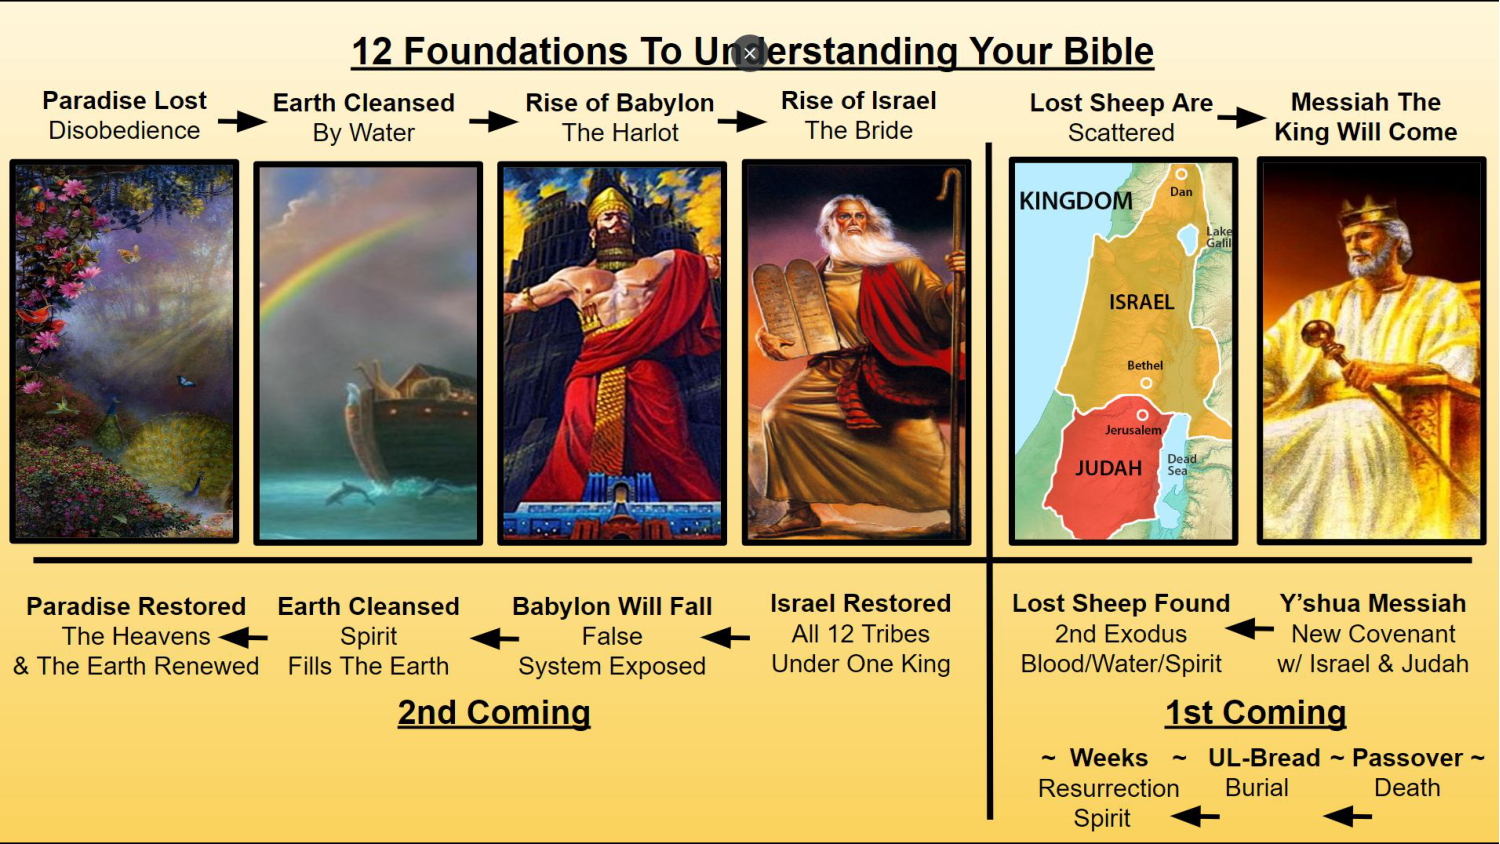 12 Foundations To Understanding Your Bible
Paradise Lost
Disobedience
Earth Cleansed
By Water
Rise of Babylon
The Harlot
Rise of Israel
The Bride
Lost Sheep Are
Scattered
Messiah The
King Will Come
KINGDOM
Dan
Lake
Galil
ISRAEL
Bethel
Jerusalem
JUDAH
Dead
Sea
Paradise Restored
The Heavens
& The Earth Renewed
Earth Cleansed
Spirit
Fills The Earth
Babylon Will Fall
False
System Exposed
Israel Restored
All 12 Tribes
Under One King
Lost Sheep Found
2nd Exodus
Blood/Water/Spirit
Y'shua Messiah
New Covenant
w/ Israel & Judah
2nd Coming
1st Coming
~ Weeks ~ UL-Bread ~ Passover ~
Resurrection Burial Death
Spirit